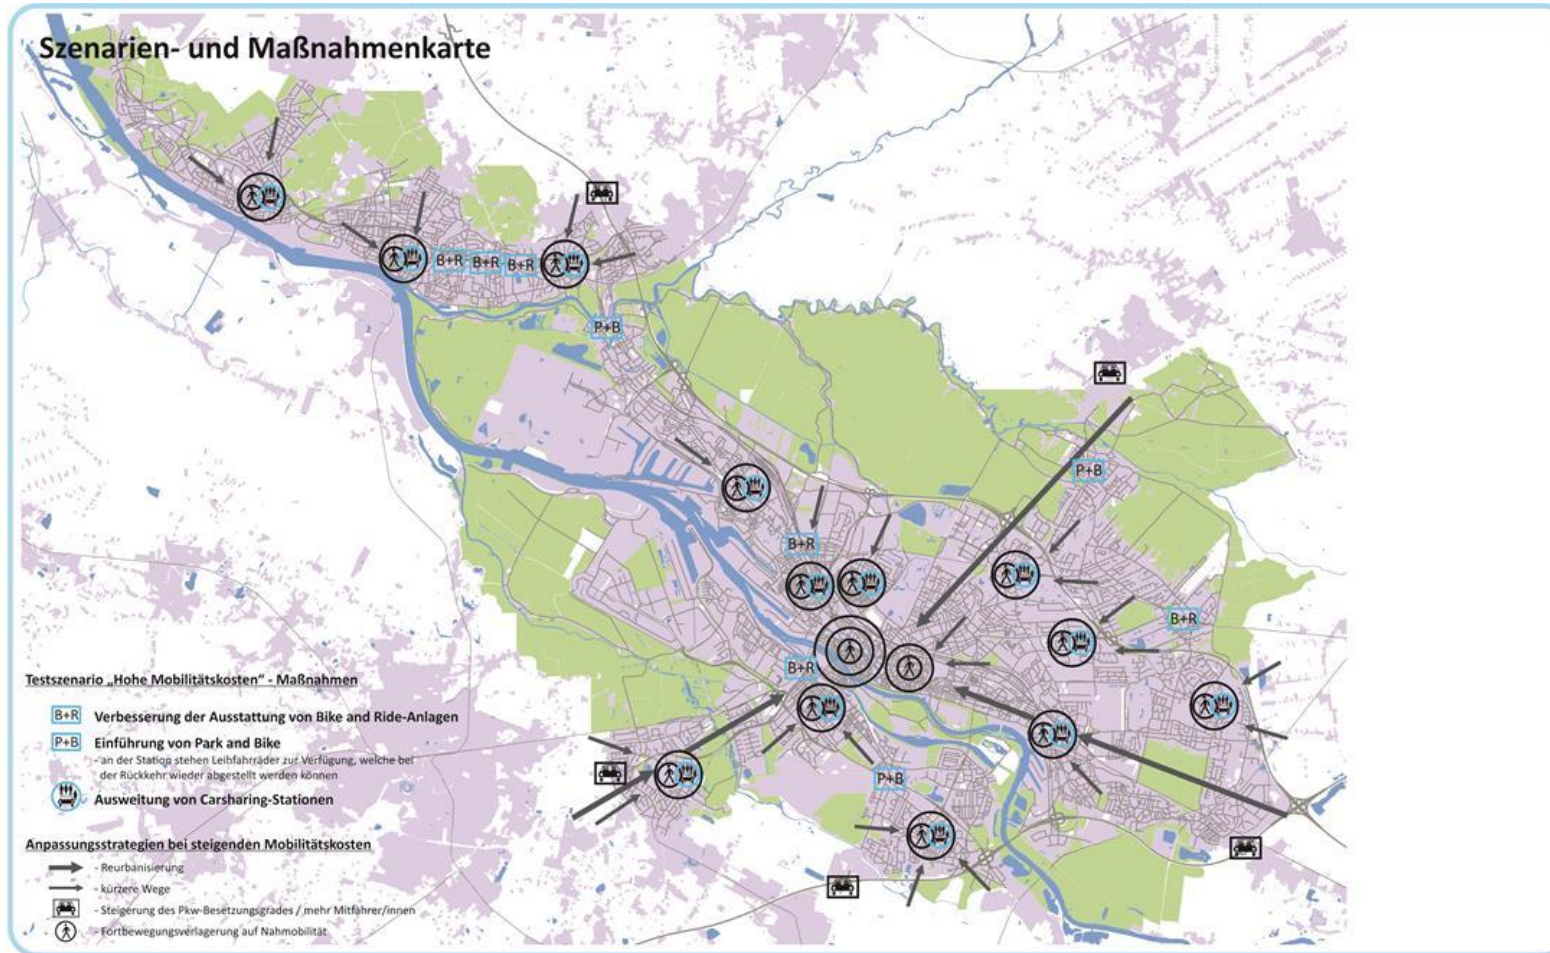 Szenarien- und Maßnahmenkarte
B+R B+R B+R
P+B
P+B
B+R
B+R
B+R
P+B
Testszenario „Hohe Mobilitätskosten“ - Maßnahmen
B+R Verbesserung der Ausstattung von Bike and Ride-Anlagen
P+B Einführung von Park and Bike
- an der Station stehen Leihfahrräder zur Verfügung, welche bei
der Rückkehr wieder abgestellt werden können
Ausweitung von Carsharing-Stationen
Anpassungsstrategien bei steigenden Mobilitätskosten
- Reurbanisierung
- kürzere Wege
- Steigerung des Pkw-Besetzungsgrades / mehr Mitfahrer/innen
- Fortbewegungsverlagerung auf Nahmobilität